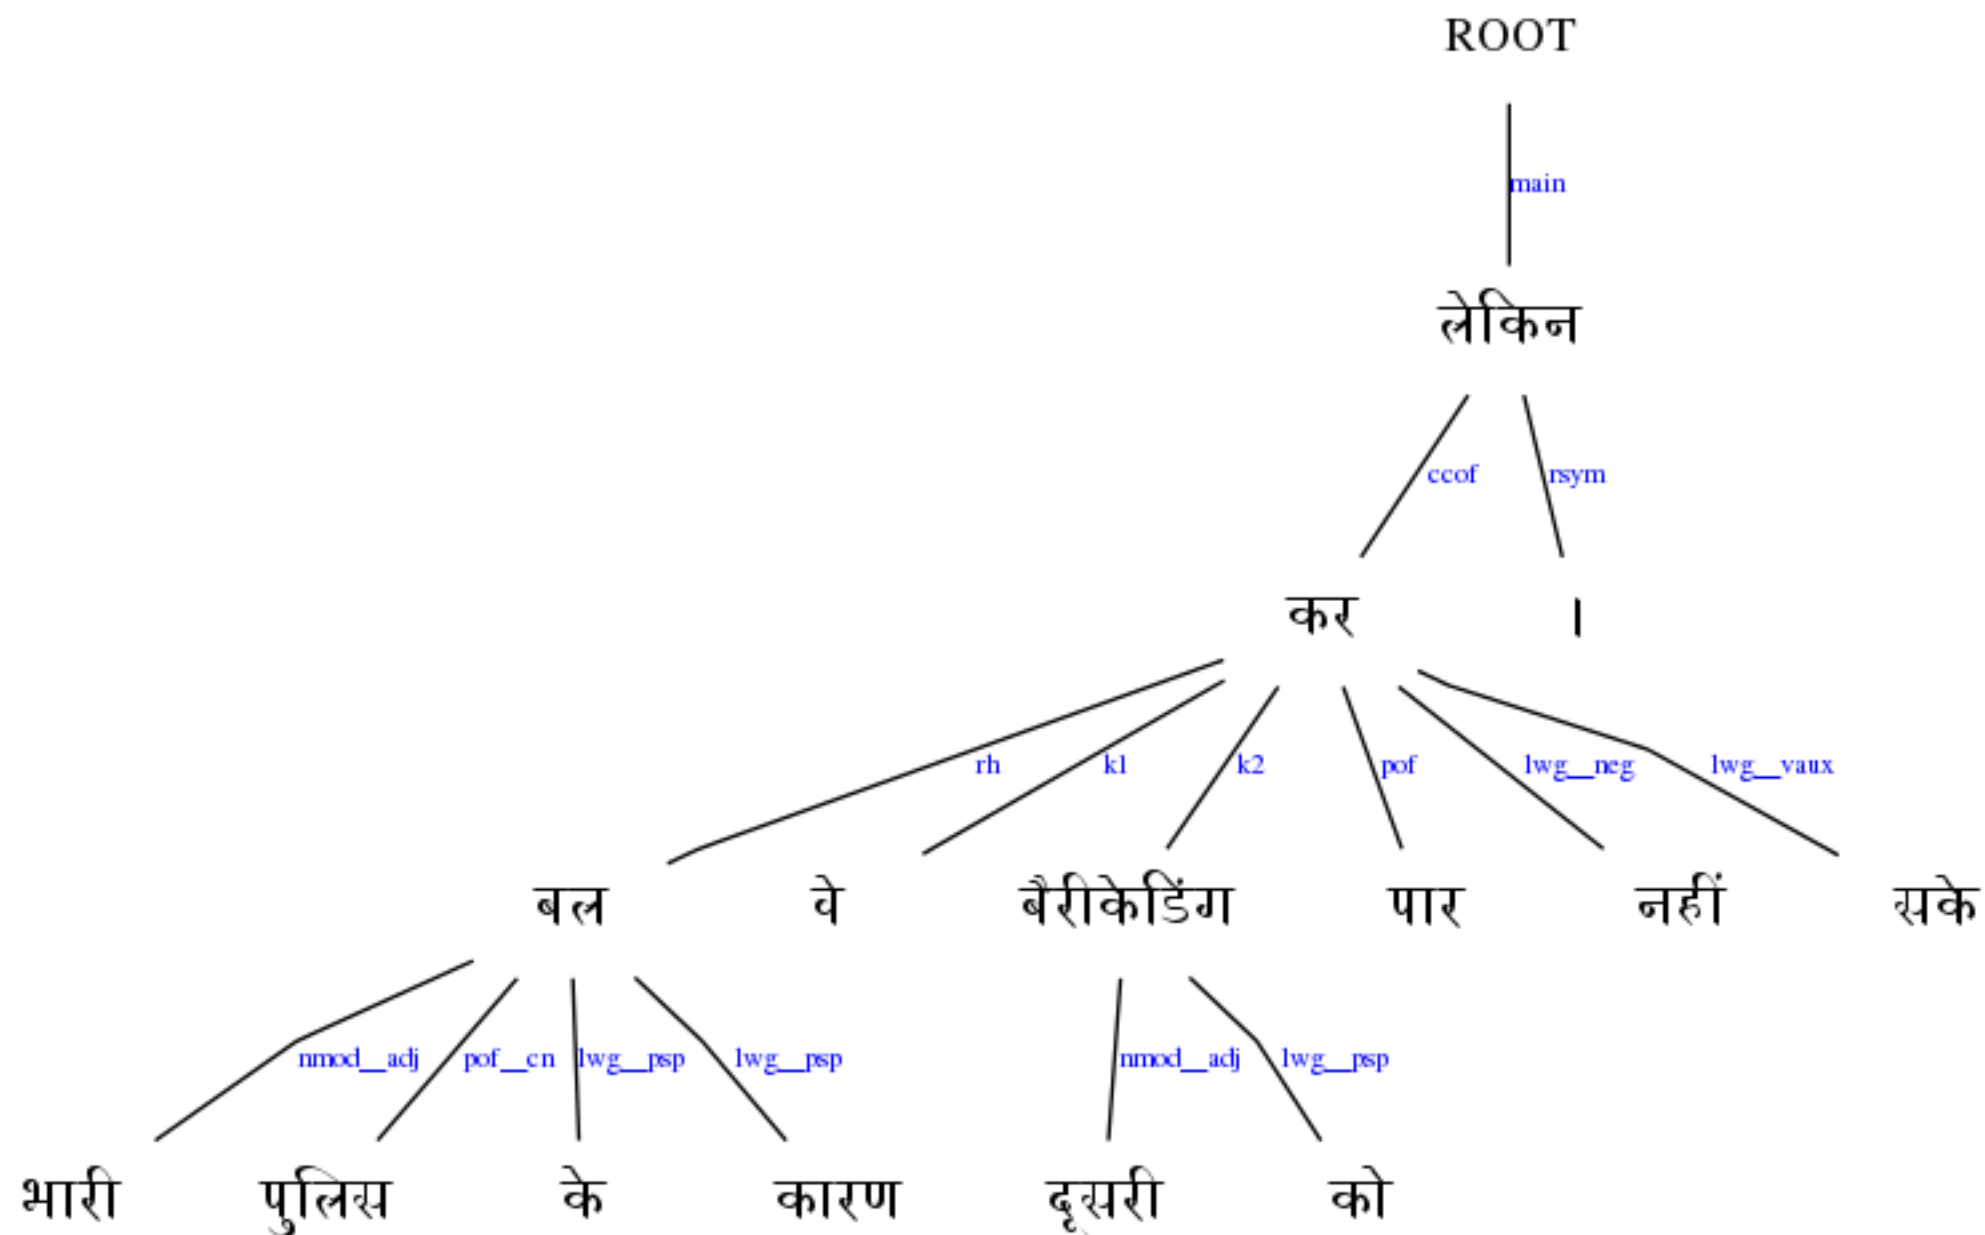 ROOT
main
लेकिन
ccof rsym
कर ।
rh k1 k2 pof lwg__neg lwg__vaux
बल वे बैरीकेडिंग पार नहीं सके
nmod__adj pof__cn lwg__psp lwg__psp nmod__adj lwg__psp
भारी पुलिस के कारण दूसरी को